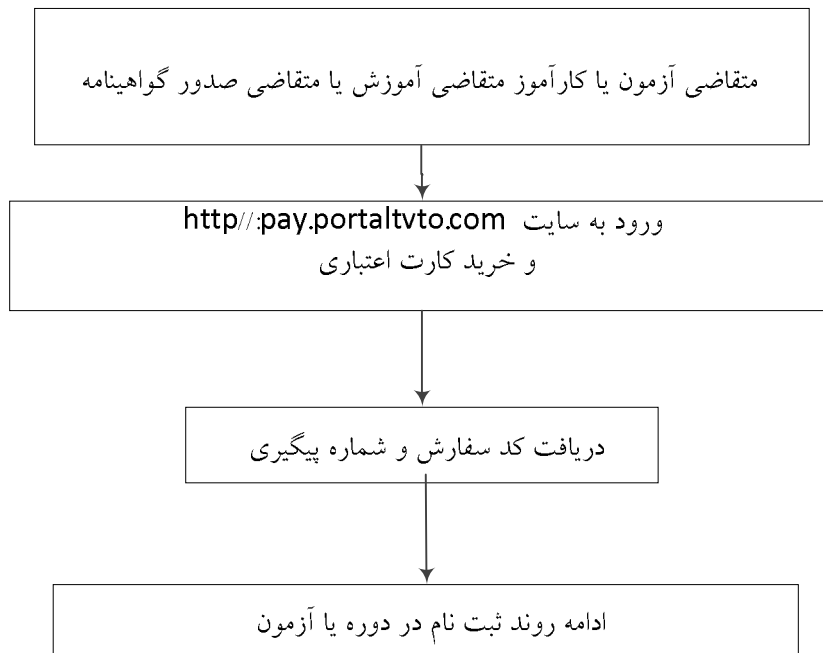 متقاضی آزمون یا کارآموز متقاضی آموزش یا متقاضی صدور گواهینامه
ورود به سایت http//:pay.portaltvto.com
و خرید کارت اعتباری
دریافت کد سفارش و شماره پیگیری
ادامه روند ثبت نام در دوره یا آزمون